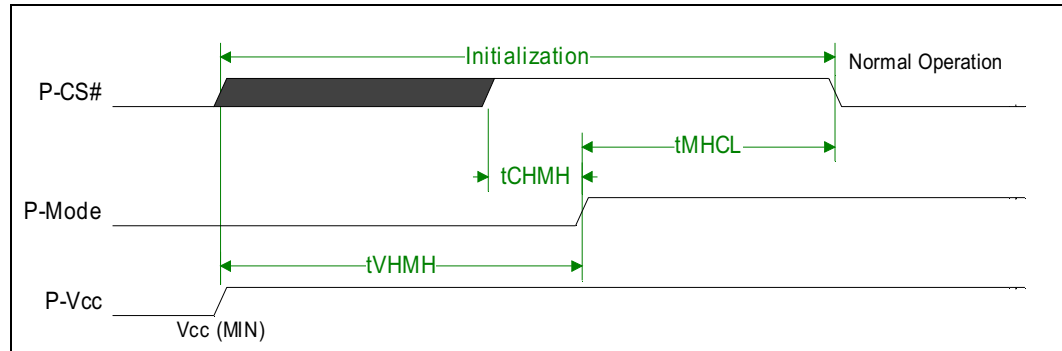 Initialization
Normal Operation
P-CS#
tMHCL
tCHMH
P-Mode
tVHMH
P-Vcc
Vcc (MIN)